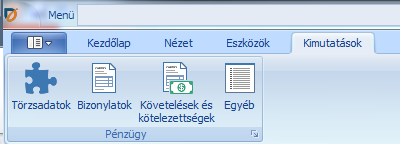 Menü
Kezdőlap Nézet Eszközök Kimutatások
Törzsadatok Bizonylatok Követelések és kötelezettségek Egyéb
Pénzügy